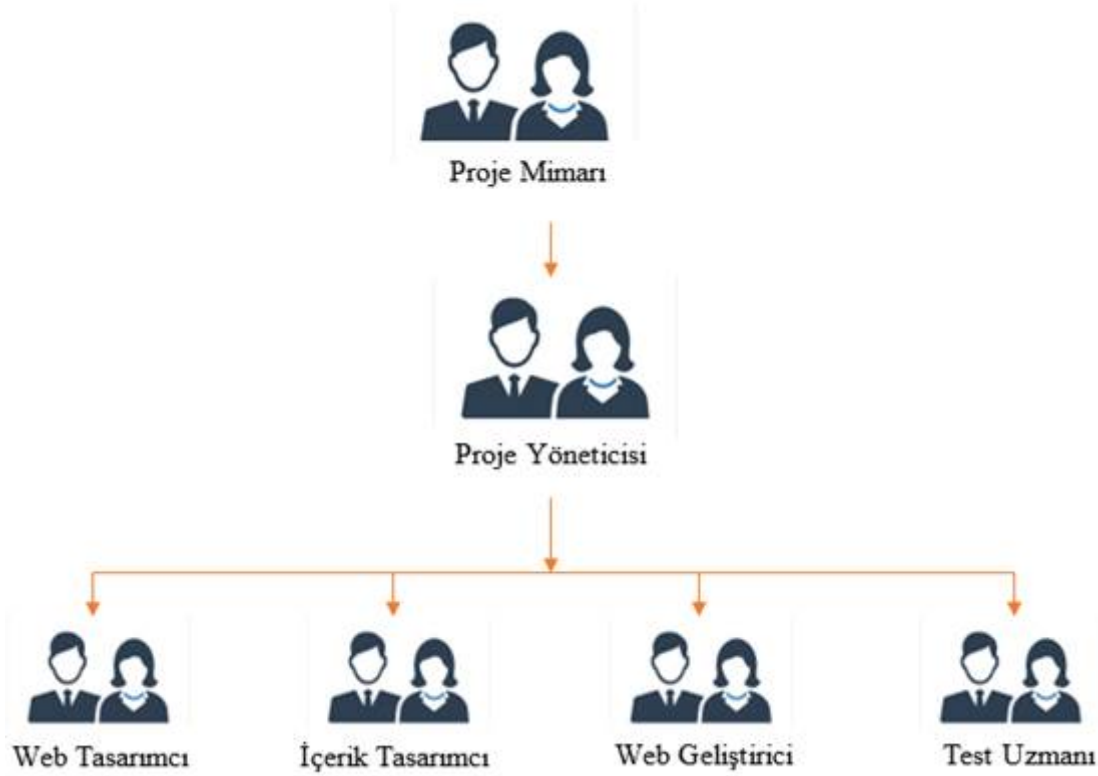 Proje Mimarı
Proje Yöneticisi
Web Tasarımcı
İçerik Tasarımcı
Web Geliştirici
Test Uzmanı